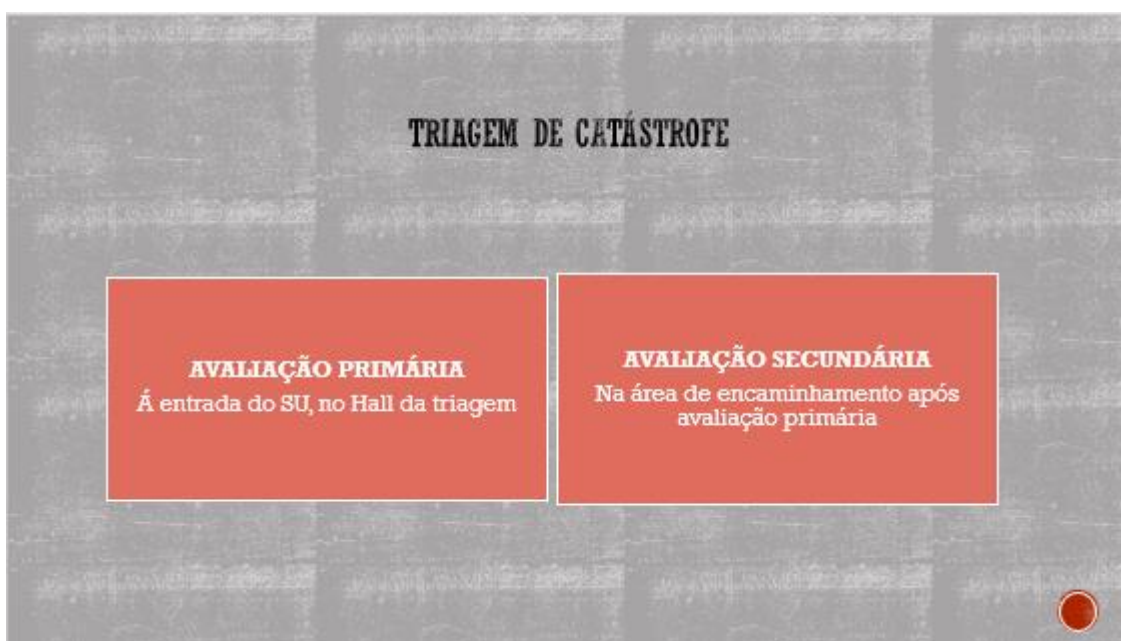 TRIAGEM DE CATÁSTROFE
AVALIAÇÃO PRIMÁRIA
Á entrada do SU, no Hall da triagem
AVALIAÇÃO SECUNDÁRIA
Na área de encaminhamento após
avaliação primária